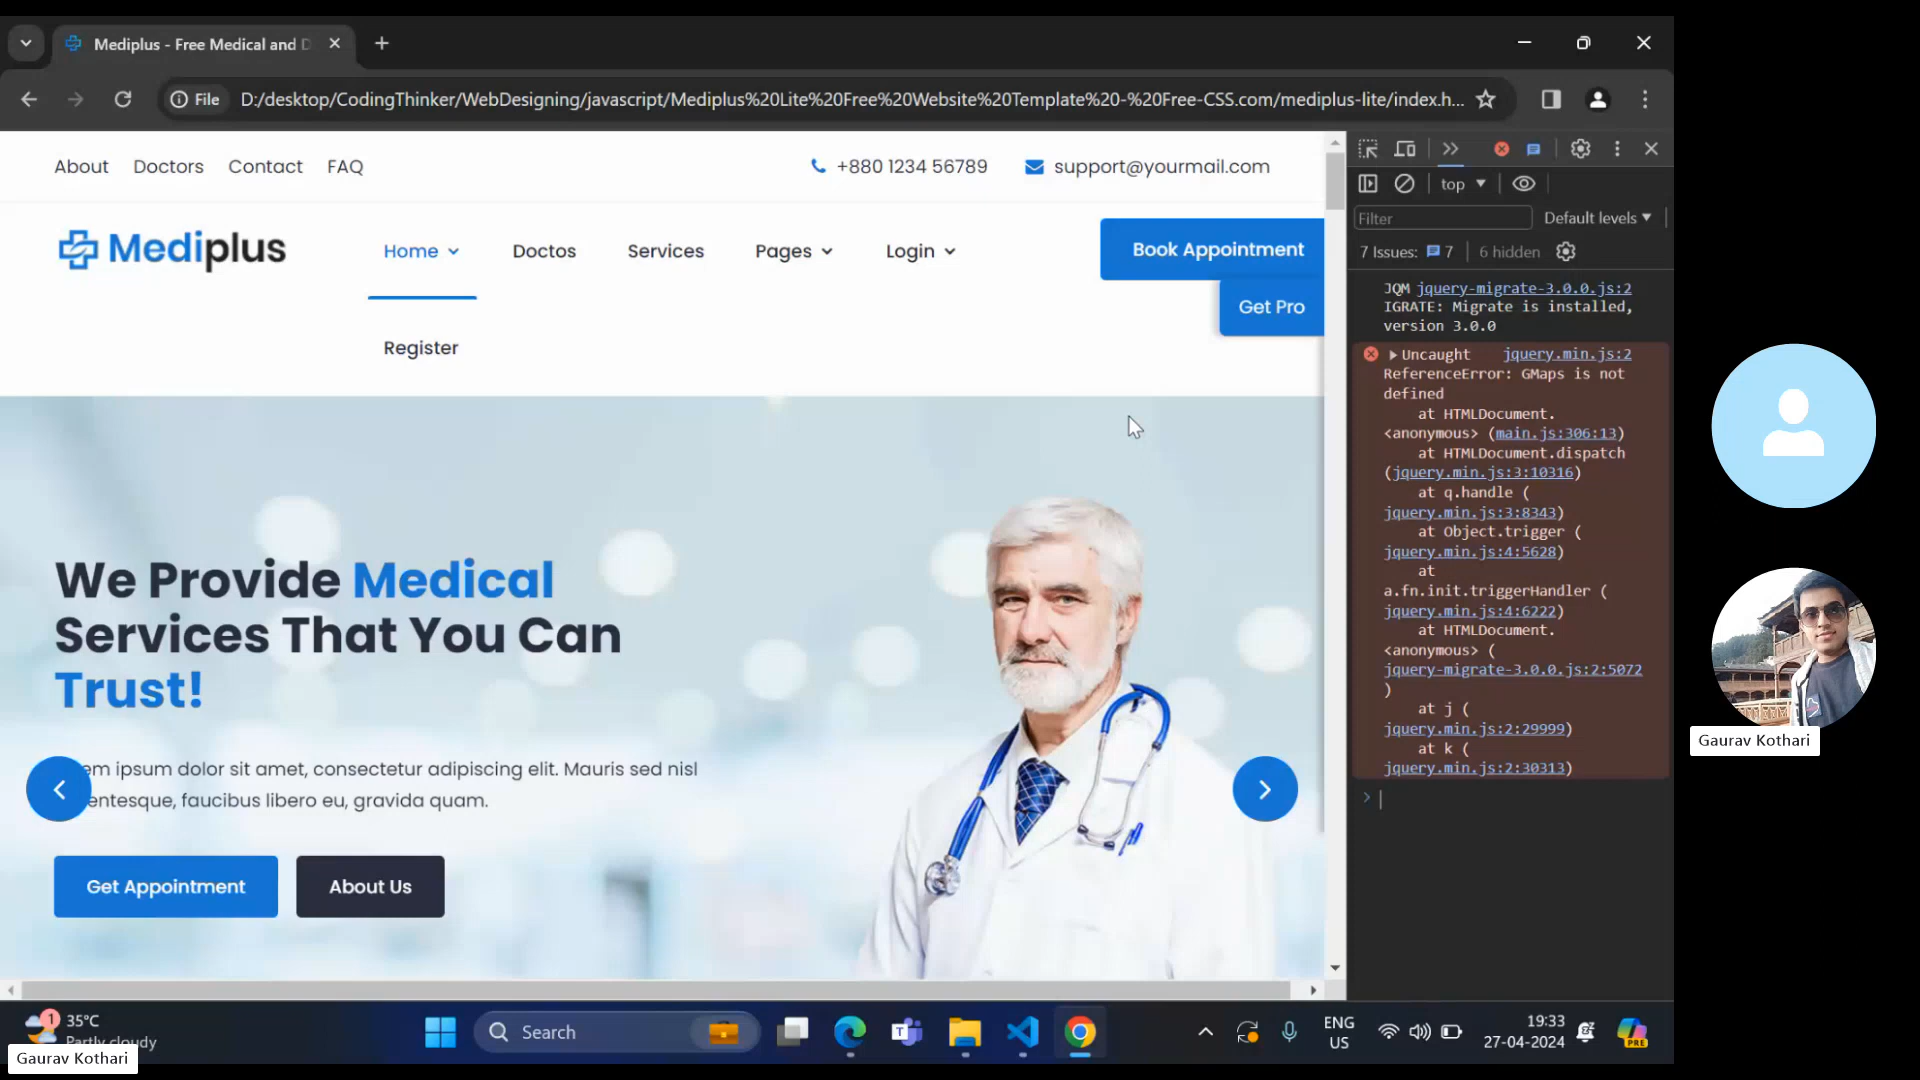 Mediplus - Free Medical and D
File
D:/desktop/CodingThinker/WebDesigning/javascript/Mediplus%20Lite%20Free%20Website%20Template%20-%20Free-CSS.com/mediplus-lite/index.h...
About Doctors Contact FAQ
+880 1234 56789 support@yourmail.com
Mediplus
Home Doctos Services Pages Login
Book Appointment
Get Pro
Register
We Provide Medical
Services That You Can
Trust!
em ipsum dolor sit amet, consectetur adipiscing elit. Mauris sed nisl
entesque, faucibus libero eu, gravida quam.
Get Appointment About Us
top
Filter Default levels
7 Issues: 7 6 hidden
JQM jquery-migrate-3.0.0.js:2
IGRATE: Migrate is installed,
version 3.0.0
Uncaught jquery.min.js:2
ReferenceError: GMaps is not
defined
at HTMLDocument.
<anonymous> (main.js:306:13)
at HTMLDocument.dispatch
(jquery.min.js:3:10316)
at q.handle (
jquery.min.js:3:8343)
at Object.trigger (
jquery.min.js:4:5628)
at
a.fn.init.triggerHandler (
jquery.min.js:4:6222)
at HTMLDocument.
<anonymous> (
jquery-migrate-3.0.0.js:2:5072
)
at j (
jquery.min.js:2:29999)
at k (
jquery.min.js:2:30313)
Gaurav Kothari
1
35°C
Partly cloudy
Gaurav Kothari
Search
T
PRE
ENG
US
19:33
27-04-2024